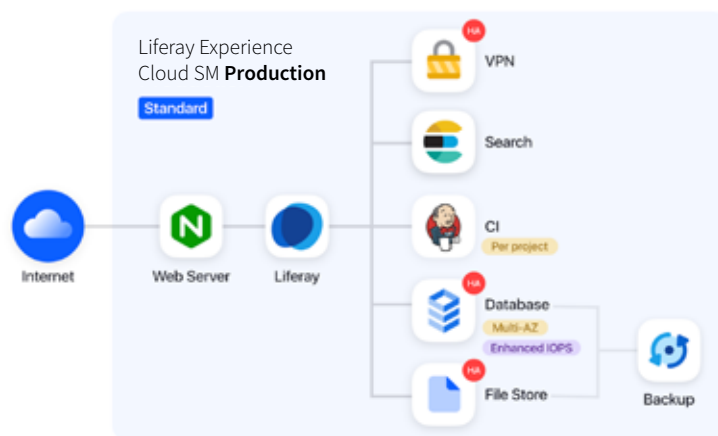 Liferay Experience
Cloud SM Production
Standard
HA
VPN
Search
CI
Per project
Internet
Web Server
Liferay
HA
Database
Multi-AZ
Enhanced IOPS
HA
File Store
Backup